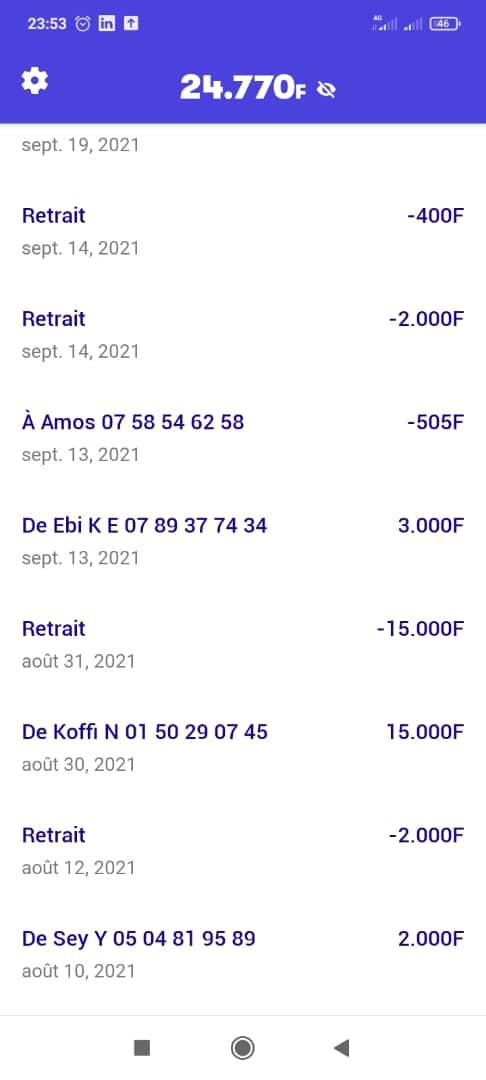 23:53
4G
46
24.770F
sept. 19, 2021
Retrait -400F
sept. 14, 2021
Retrait -2.000F
sept. 14, 2021
À Amos 07 58 54 62 58 -505F
sept. 13, 2021
De Ebi K E 07 89 37 74 34 3.000F
sept. 13, 2021
Retrait -15.000F
août 31, 2021
De Koffi N 01 50 29 07 45 15.000F
août 30, 2021
Retrait -2.000F
août 12, 2021
De Sey Y 05 04 81 95 89 2.000F
août 10, 2021